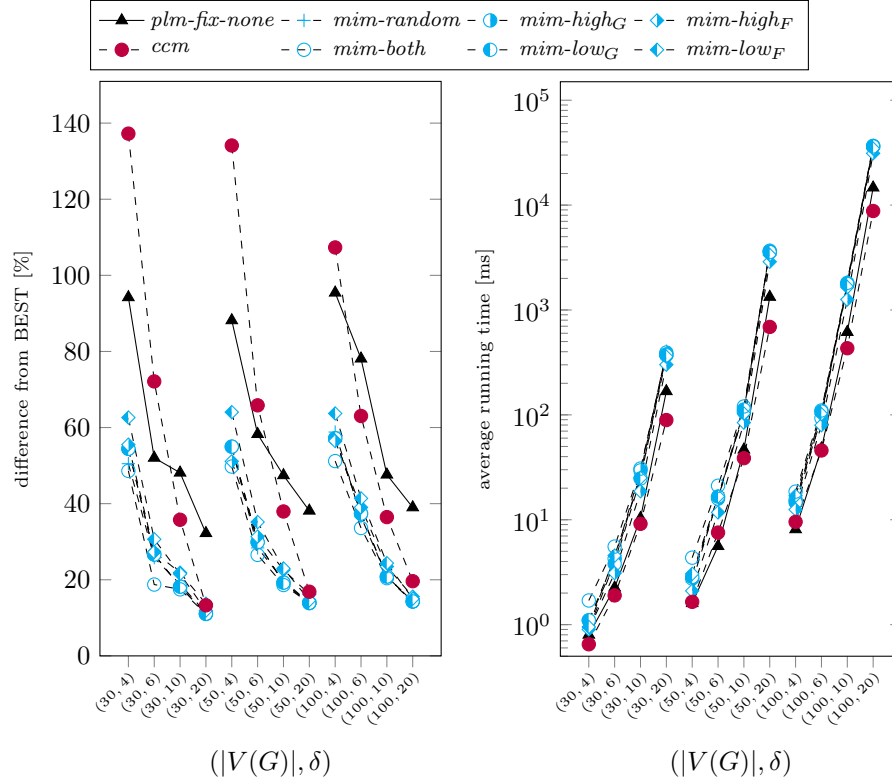 plm-fix-none mim-random mim-high_G mim-high_F
ccm mim-both mim-low_G mim-low_F
difference from BEST [%]
140
120
100
80
60
40
20
0
(30, 4) (30, 6) (30, 10) (30, 20) (50, 4) (50, 6) (50, 10) (50, 20) (100, 4) (100, 6) (100, 10) (100, 20)
(|V(G)|, δ)
average running time [ms]
10^5
10^4
10^3
10^2
10^1
10^0
(30, 4) (30, 6) (30, 10) (30, 20) (50, 4) (50, 6) (50, 10) (50, 20) (100, 4) (100, 6) (100, 10) (100, 20)
(|V(G)|, δ)